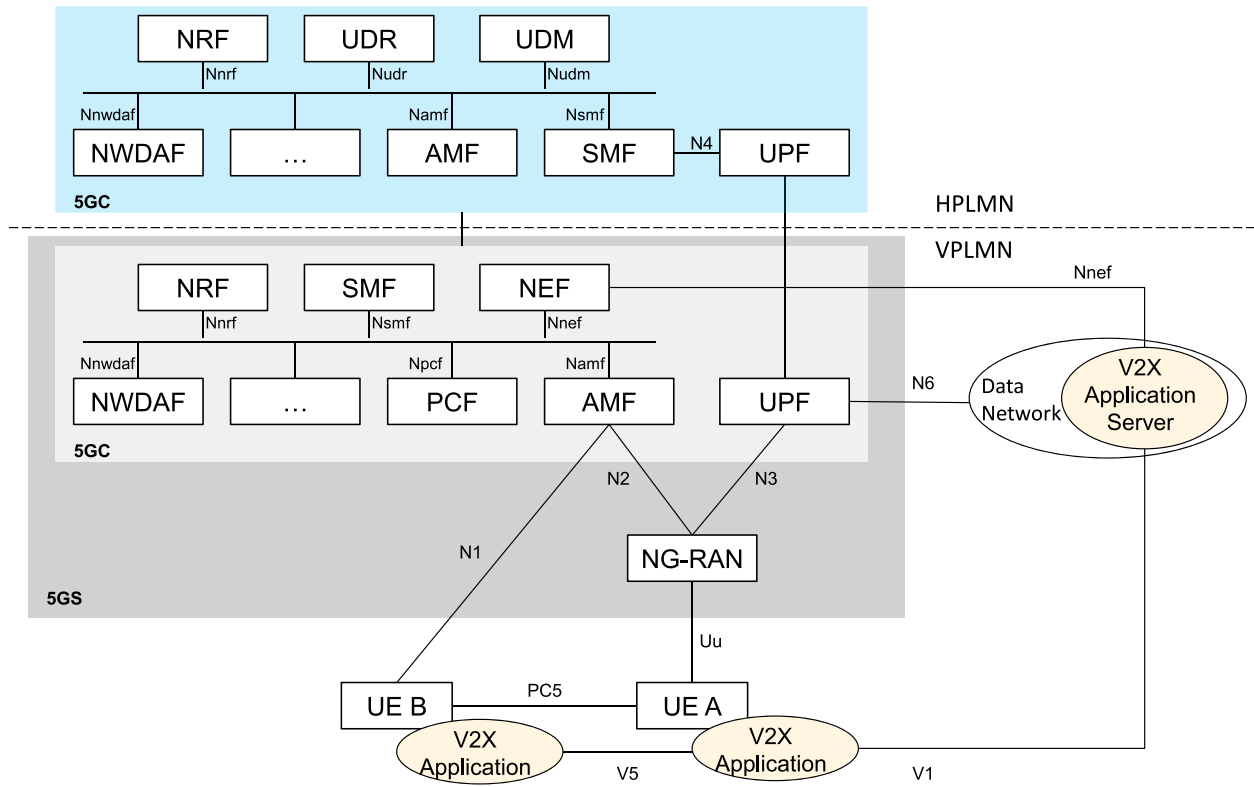 NRF
UDR
UDM
Nnrf
Nudr
Nudm
Nnwdaf
Namf
Nsmf
NWDAF
...
AMF
SMF
N4
UPF
5GC
HPLMN
VPLMN
NRF
SMF
NEF
Nnef
Nnrf
Nsmf
Nnef
Nnwdaf
Npcf
Namf
NWDAF
...
PCF
AMF
UPF
N6
Data
Network
V2X
Application
Server
5GC
N2
N3
N1
NG-RAN
5GS
Uu
UE B
PC5
UE A
V2X
Application
V5
V2X
Application
V1